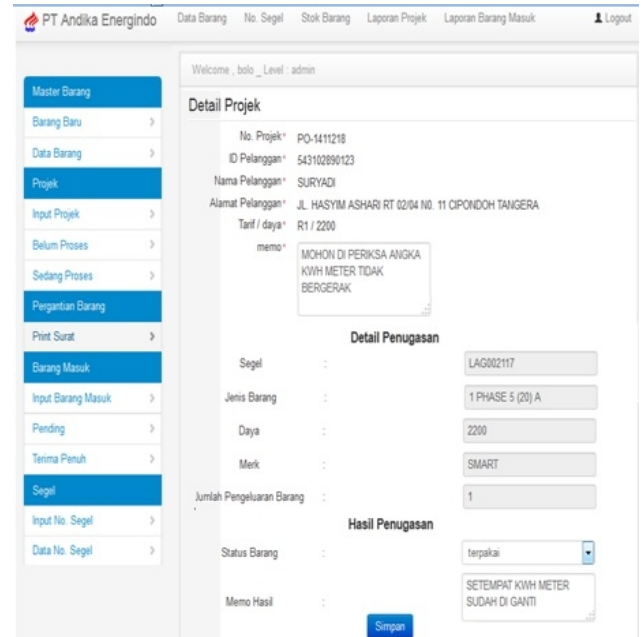 PT Andika Energindo
Data Barang No. Segel Stok Barang Laporan Projek Laporan Barang Masuk Logout
Welcome , bolo _ Level : admin
Master Barang
Barang Baru
Data Barang
Projek
Input Projek
Belum Proses
Sedang Proses
Pergantian Barang
Print Surat
Barang Masuk
Input Barang Masuk
Pending
Terima Penuh
Segel
Input No. Segel
Data No. Segel
Detail Projek
No. Projek* PO-1411218
ID Pelanggan* 543102890123
Nama Pelanggan* SURYADI
Alamat Pelanggan* JL. HASYIM ASHARI RT 02/04 N0. 11 CIPONDOH TANGERA
Tarif / daya* R1 / 2200
memo* MOHON DI PERIKSA ANGKA
KWH METER TIDAK
BERGERAK
Detail Penugasan
Segel : LAG002117
Jenis Barang : 1 PHASE 5 (20) A
Daya : 2200
Merk : SMART
Jumlah Pengeluaran Barang : 1
Hasil Penugasan
Status Barang : terpakai
Memo Hasil : SETEMPAT KWH METER
SUDAH DI GANTI
Simpan